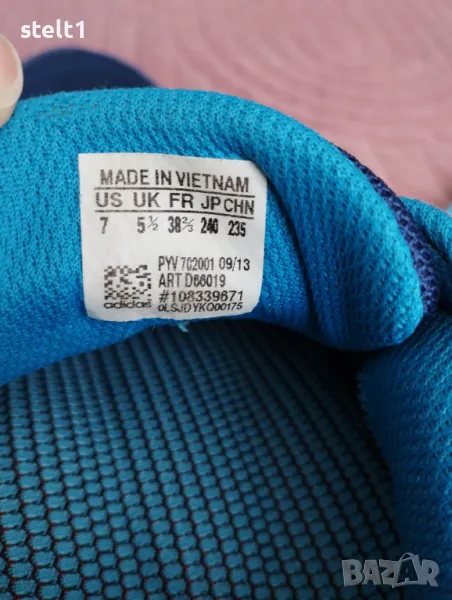 stelt1
MADE IN VIETNAM
US UK FR JP CHN
7 5½ 38⅔ 240 235
PYV 702001 09/13
ART D66019
#108339671
adidas
0LSJDYKO00175
BAZAR